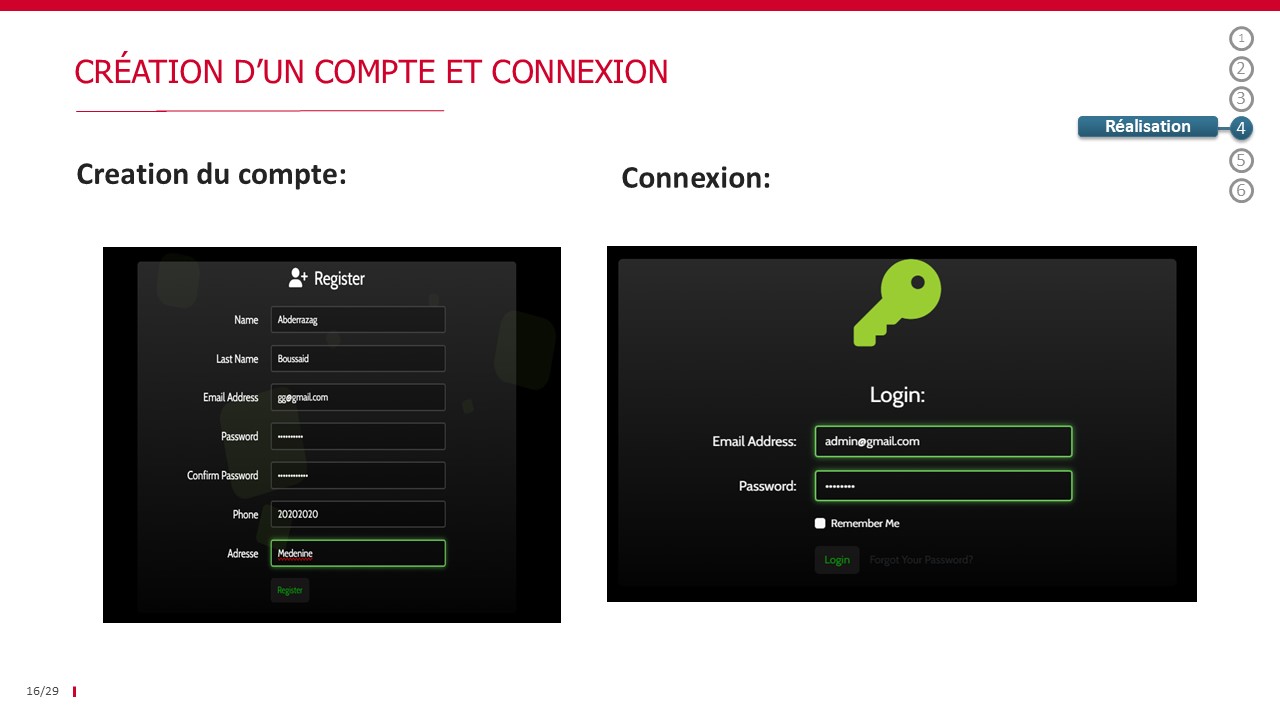 CRÉATION D’UN COMPTE ET CONNEXION
1
2
3
Réalisation 4
5
6
Creation du compte:
Register
Name Abderrazag
Last Name Boussaid
Email Address gg@gmail.com
Password ••••••••••
Confirm Password ••••••••••••
Phone 20202020
Adresse Medenine
Register
Connexion:
Login:
Email Address: admin@gmail.com
Password: ••••••••
Remember Me
Login Forgot Your Password?
16/29